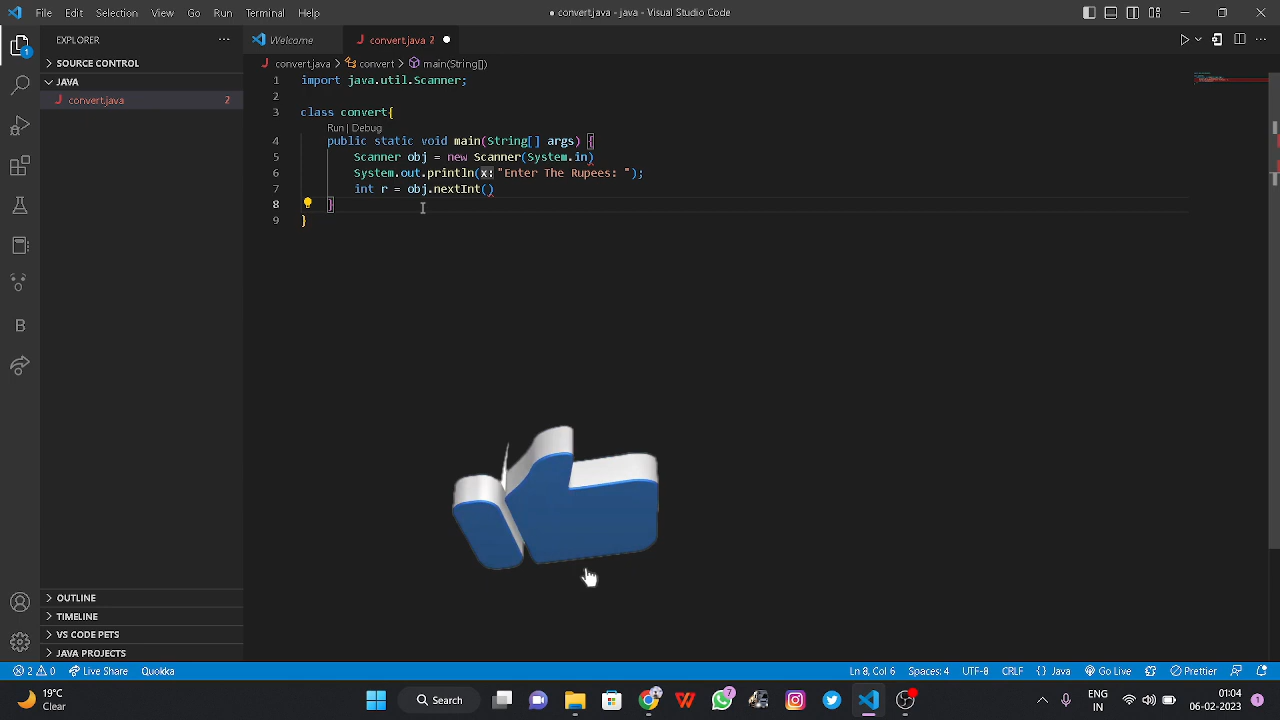 File Edit Selection View Go Run Terminal Help
● convert.java - java - Visual Studio Code
EXPLORER
Welcome
convert.java 2
SOURCE CONTROL
convert.java > convert > main(String[])
JAVA
convert.java 2
1 import java.util.Scanner;
2
3 class convert{
Run | Debug
4 public static void main(String[] args) {
5 Scanner obj = new Scanner(System.in)
6 System.out.println(x: "Enter The Rupees: ");
7 int r = obj.nextInt()
8 }
9 }
1
B
OUTLINE
TIMELINE
VS CODE PETS
JAVA PROJECTS
2 0 Live Share Quokka
Ln 8, Col 6 Spaces: 4 UTF-8 CRLF {} Java Go Live Prettier
19°C
Clear
Search
7
ENG
IN
01:04
06-02-2023
1